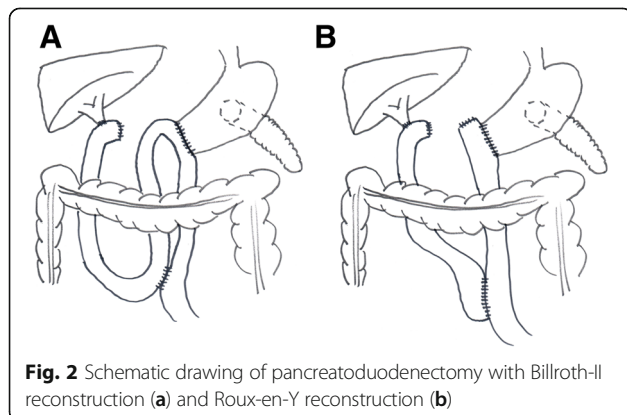 A
B
Fig. 2 Schematic drawing of pancreatoduodenectomy with Billroth-II
reconstruction (a) and Roux-en-Y reconstruction (b)